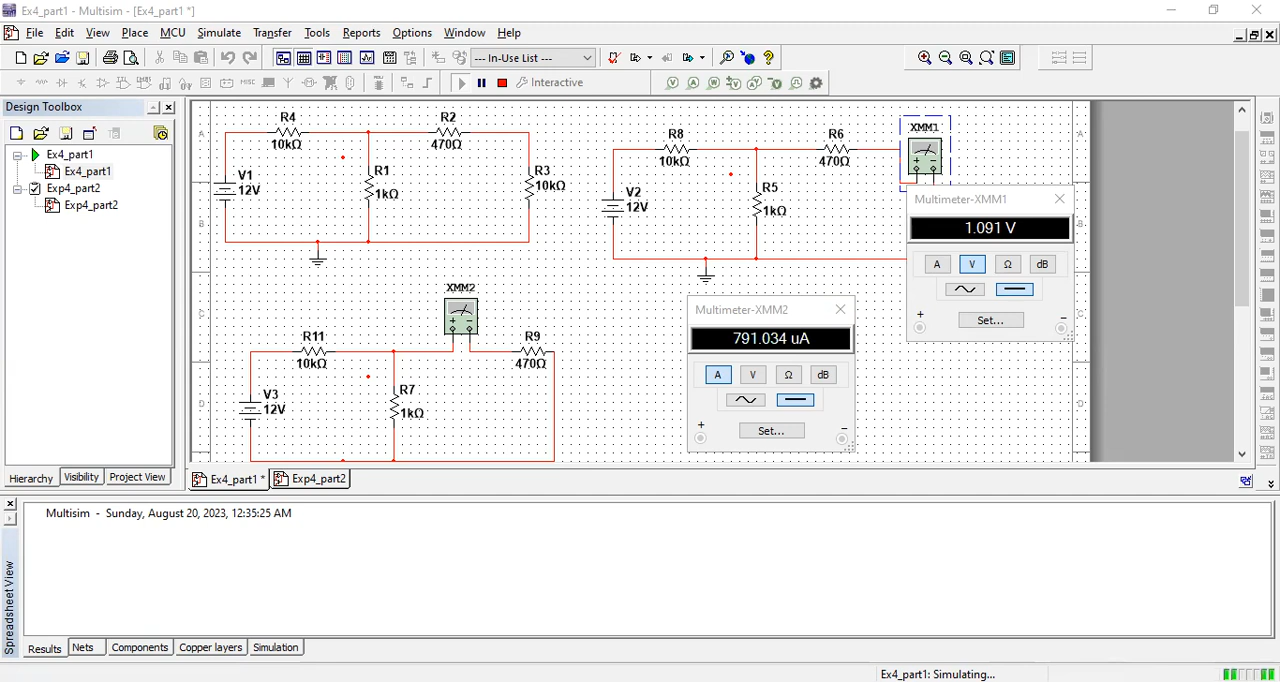 Ex4_part1 - Multisim - [Ex4_part1 *]
File Edit View Place MCU Simulate Transfer Tools Reports Options Window Help
--- In-Use List ---
Interactive
Design Toolbox
Ex4_part1
Ex4_part1
Exp4_part2
Exp4_part2
Hierarchy Visibility Project View
A
B
C
D
A
B
C
D
R4
10kΩ
R2
470Ω
V1
12V
R1
1kΩ
R3
10kΩ
R8
10kΩ
R6
470Ω
XMM1
V2
12V
R5
1kΩ
Multimeter-XMM1
1.091 V
A V Ω dB
+ Set... −
XMM2
R11
10kΩ
R9
470Ω
V3
12V
R7
1kΩ
Multimeter-XMM2
791.034 uA
A V Ω dB
+ Set... −
Ex4_part1 * Exp4_part2
Multisim - Sunday, August 20, 2023, 12:35:25 AM
Spreadsheet View
Results Nets Components Copper layers Simulation
Ex4_part1: Simulating...